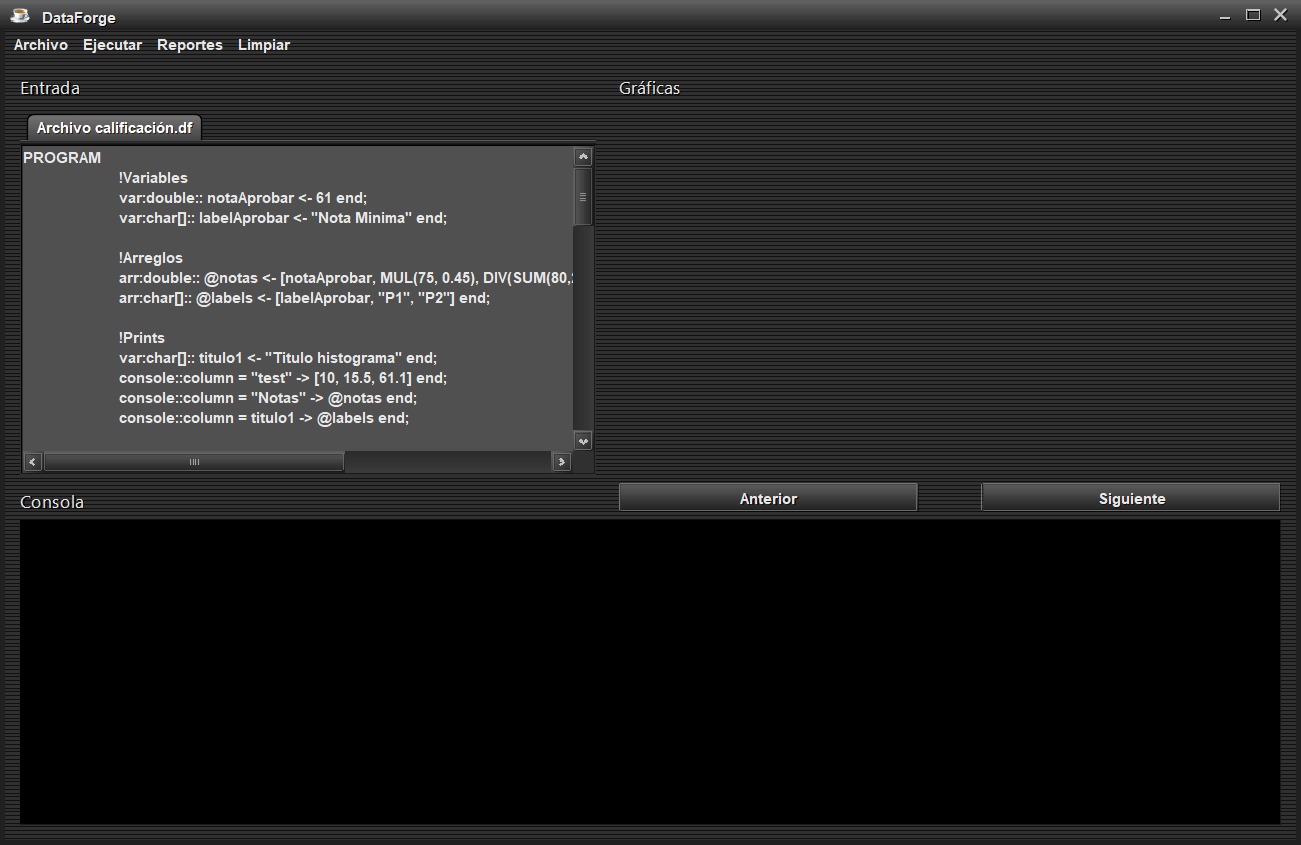 DataForge
Archivo Ejecutar Reportes Limpiar
Entrada
Gráficas
Archivo calificación.df
PROGRAM
!Variables
var:double:: notaAprobar <- 61 end;
var:char[]:: labelAprobar <- "Nota Minima" end;
!Arreglos
arr:double:: @notas <- [notaAprobar, MUL(75, 0.45), DIV(SUM(80,
arr:char[]:: @labels <- [labelAprobar, "P1", "P2"] end;
!Prints
var:char[]:: titulo1 <- "Titulo histograma" end;
console::column = "test" -> [10, 15.5, 61.1] end;
console::column = "Notas" -> @notas end;
console::column = titulo1 -> @labels end;
Anterior
Siguiente
Consola